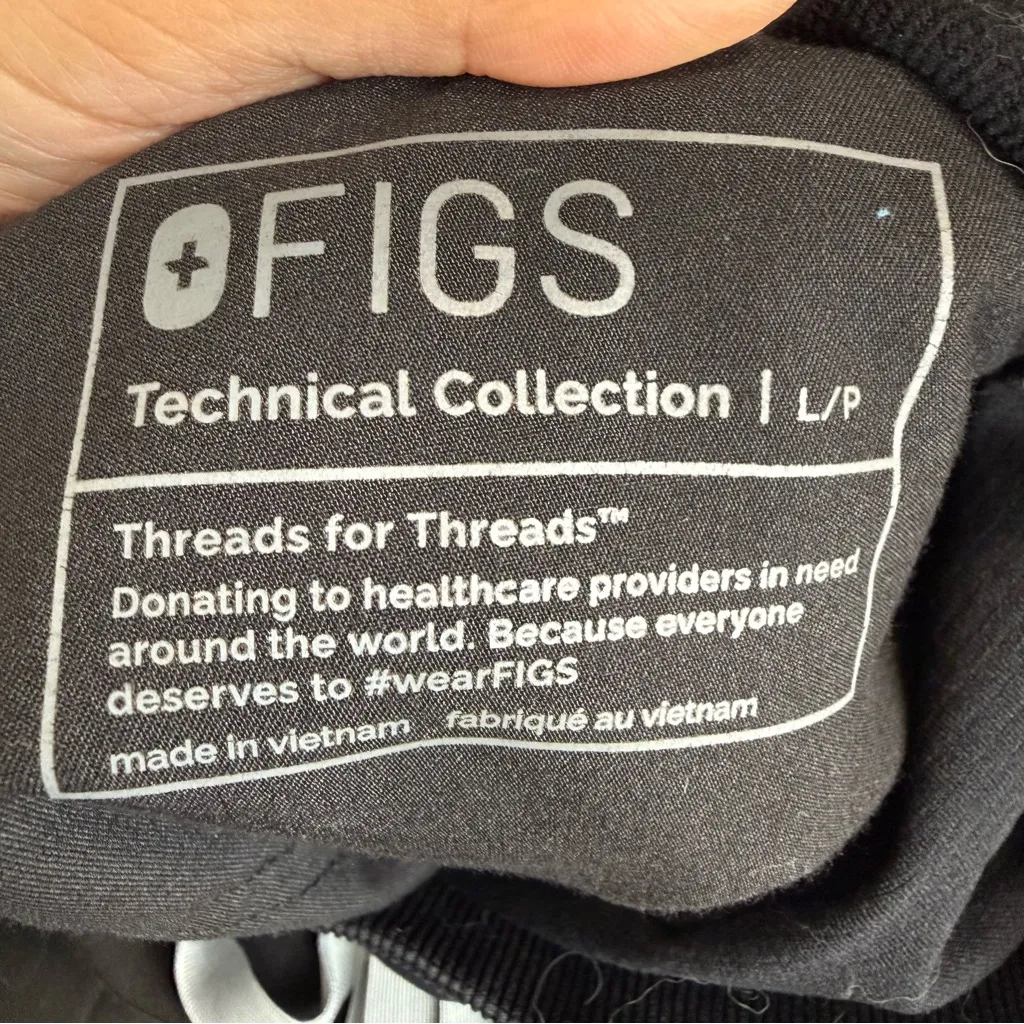 FIGS
Technical Collection | L/P
Threads for Threads™
Donating to healthcare providers in need
around the world. Because everyone
deserves to #wearFIGS
made in vietnam fabriqué au vietnam